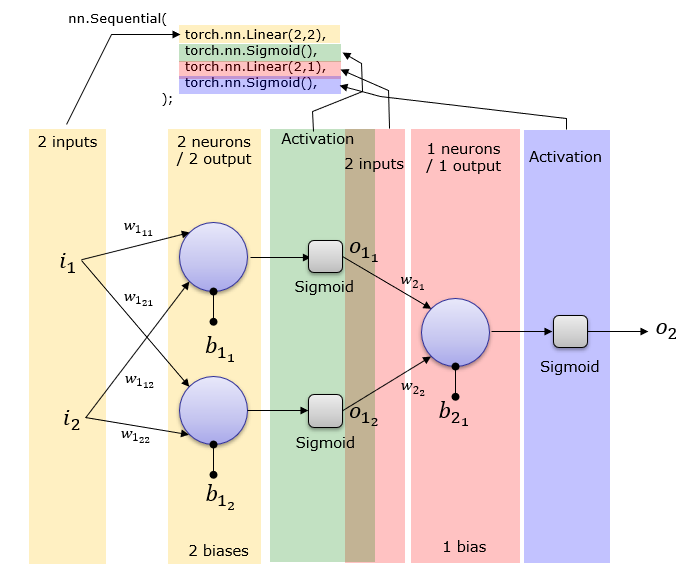 nn.Sequential(
torch.nn.Linear(2,2),
torch.nn.Sigmoid(),
torch.nn.Linear(2,1),
torch.nn.Sigmoid(),
);
2 inputs
2 neurons
/ 2 output
Activation
2 inputs
1 neurons
/ 1 output
Activation
w₁₁₁
i₁
w₁₂₁
Sigmoid
o₁₁
b₁₁
w₂₁
w₁₁₂
i₂
w₁₂₂
Sigmoid
o₁₂
b₁₂
w₂₂
b₂₁
Sigmoid
o₂
2 biases
1 bias